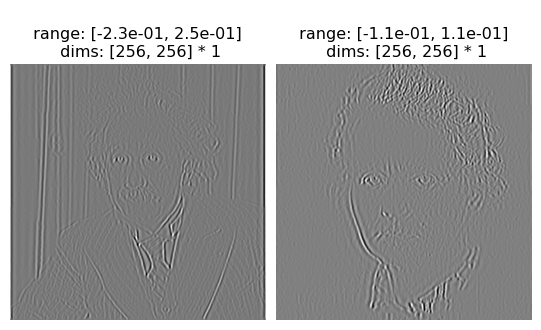 range: [-2.3e-01, 2.5e-01]
dims: [256, 256] * 1
range: [-1.1e-01, 1.1e-01]
dims: [256, 256] * 1